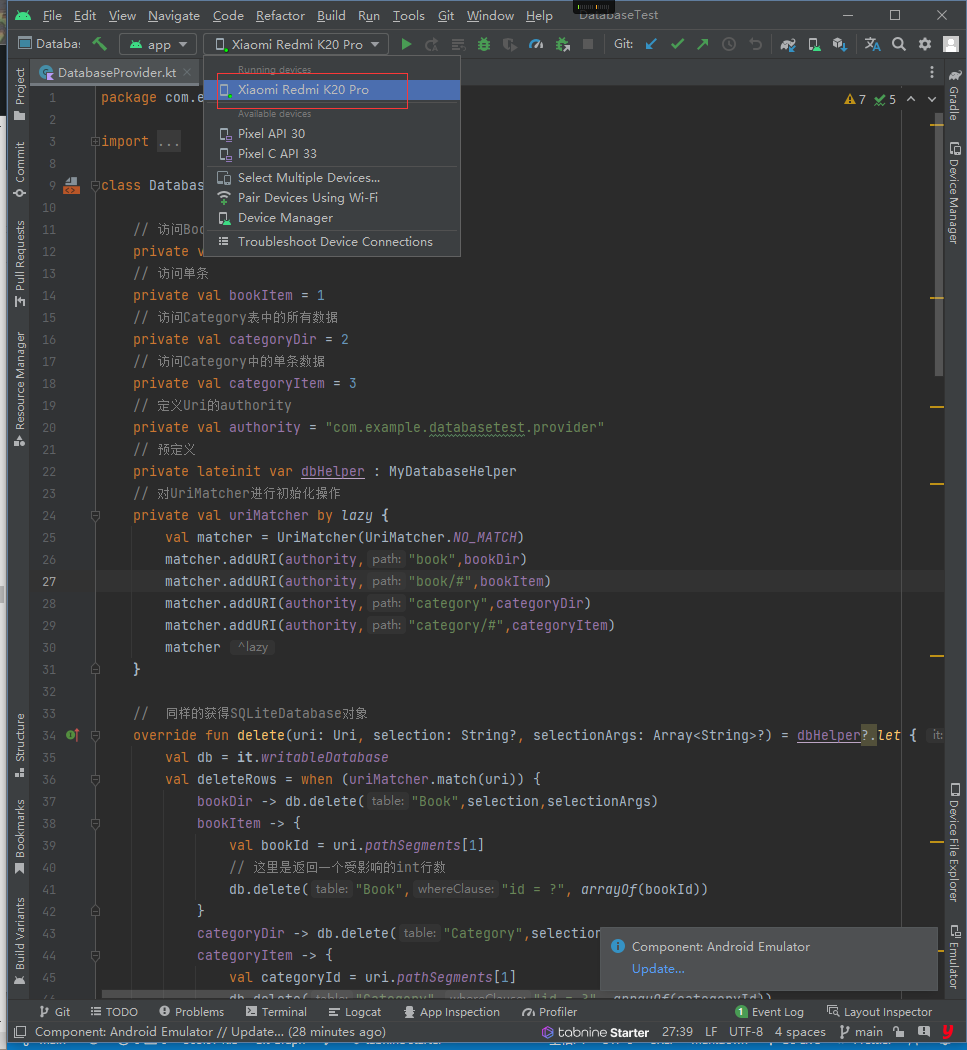 File Edit View Navigate Code Refactor Build Run Tools Git Window Help DatabaseTest
Databa: app Xiaomi Redmi K20 Pro Git:
DatabaseProvider.kt
Running devices
Xiaomi Redmi K20 Pro
Available devices
Pixel API 30
Pixel C API 33
Select Multiple Devices...
Pair Devices Using Wi-Fi
Device Manager
Troubleshoot Device Connections
7 5
1 package com.e
2
3 import ...
8
9 class Databas
10
11 // 访问Boo
12 private v
13 // 访问单条
14 private val bookItem = 1
15 // 访问Category表中的所有数据
16 private val categoryDir = 2
17 // 访问Category中的单条数据
18 private val categoryItem = 3
19 // 定义Uri的authority
20 private val authority = "com.example.databasetest.provider"
21 // 预定义
22 private lateinit var dbHelper : MyDatabaseHelper
23 // 对UriMatcher进行初始化操作
24 private val uriMatcher by lazy {
25 val matcher = UriMatcher(UriMatcher.NO_MATCH)
26 matcher.addURI(authority, path: "book",bookDir)
27 matcher.addURI(authority, path: "book/#",bookItem)
28 matcher.addURI(authority, path: "category",categoryDir)
29 matcher.addURI(authority, path: "category/#",categoryItem)
30 matcher ^lazy
31 }
32
33 // 同样的获得SQLiteDatabase对象
34 override fun delete(uri: Uri, selection: String?, selectionArgs: Array<String>?) = dbHelper?.let { it:
35 val db = it.writableDatabase
36 val deleteRows = when (uriMatcher.match(uri)) {
37 bookDir -> db.delete( table: "Book",selection,selectionArgs)
38 bookItem -> {
39 val bookId = uri.pathSegments[1]
40 // 这里是返回一个受影响的int行数
41 db.delete( table: "Book", whereClause: "id = ?", arrayOf(bookId))
42 }
43 categoryDir -> db.delete( table: "Category",selection
44 categoryItem -> {
45 val categoryId = uri.pathSegments[1]
db.delete( table: "Category", whereClause: "id = ?", arrayOf(categoryId))
Project
Commit
Pull Requests
Resource Manager
Structure
Bookmarks
Build Variants
Gradle
Device Manager
Device File Explorer
Emulator
Component: Android Emulator
Update...
Git TODO Problems Terminal Logcat App Inspection Profiler 1 Event Log Layout Inspector
Component: Android Emulator // Update... (28 minutes ago) tabnine Starter 27:39 LF UTF-8 4 spaces main